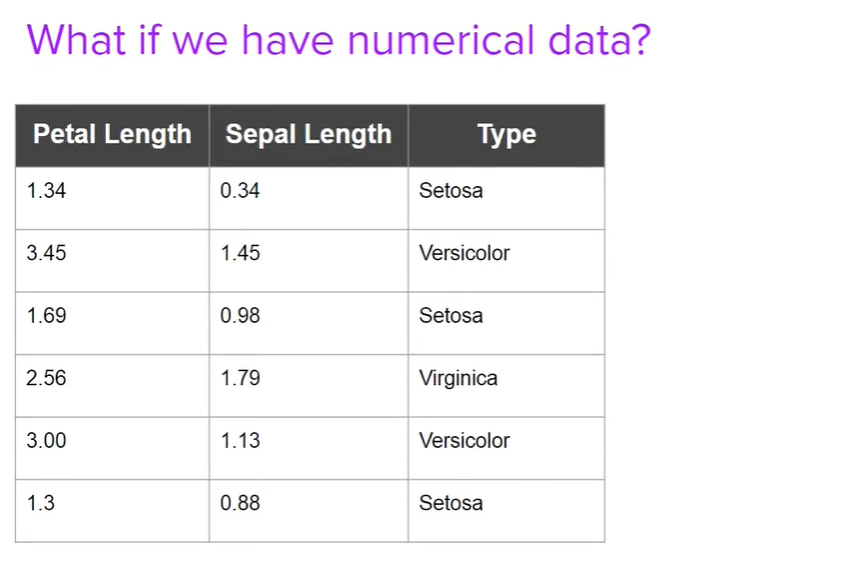 What if we have numerical data?
Petal Length Sepal Length Type
1.34 0.34 Setosa
3.45 1.45 Versicolor
1.69 0.98 Setosa
2.56 1.79 Virginica
3.00 1.13 Versicolor
1.3 0.88 Setosa